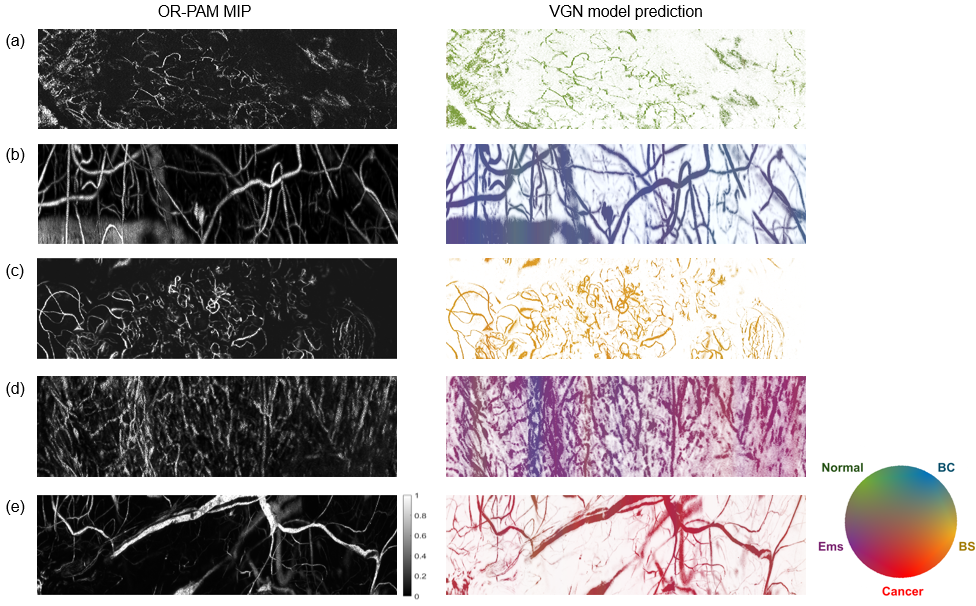 OR-PAM MIP VGN model prediction
(a)
(b)
(c)
(d)
(e)
1
0.8
0.6
0.4
0.2
0
Normal BC
Ems BS
Cancer